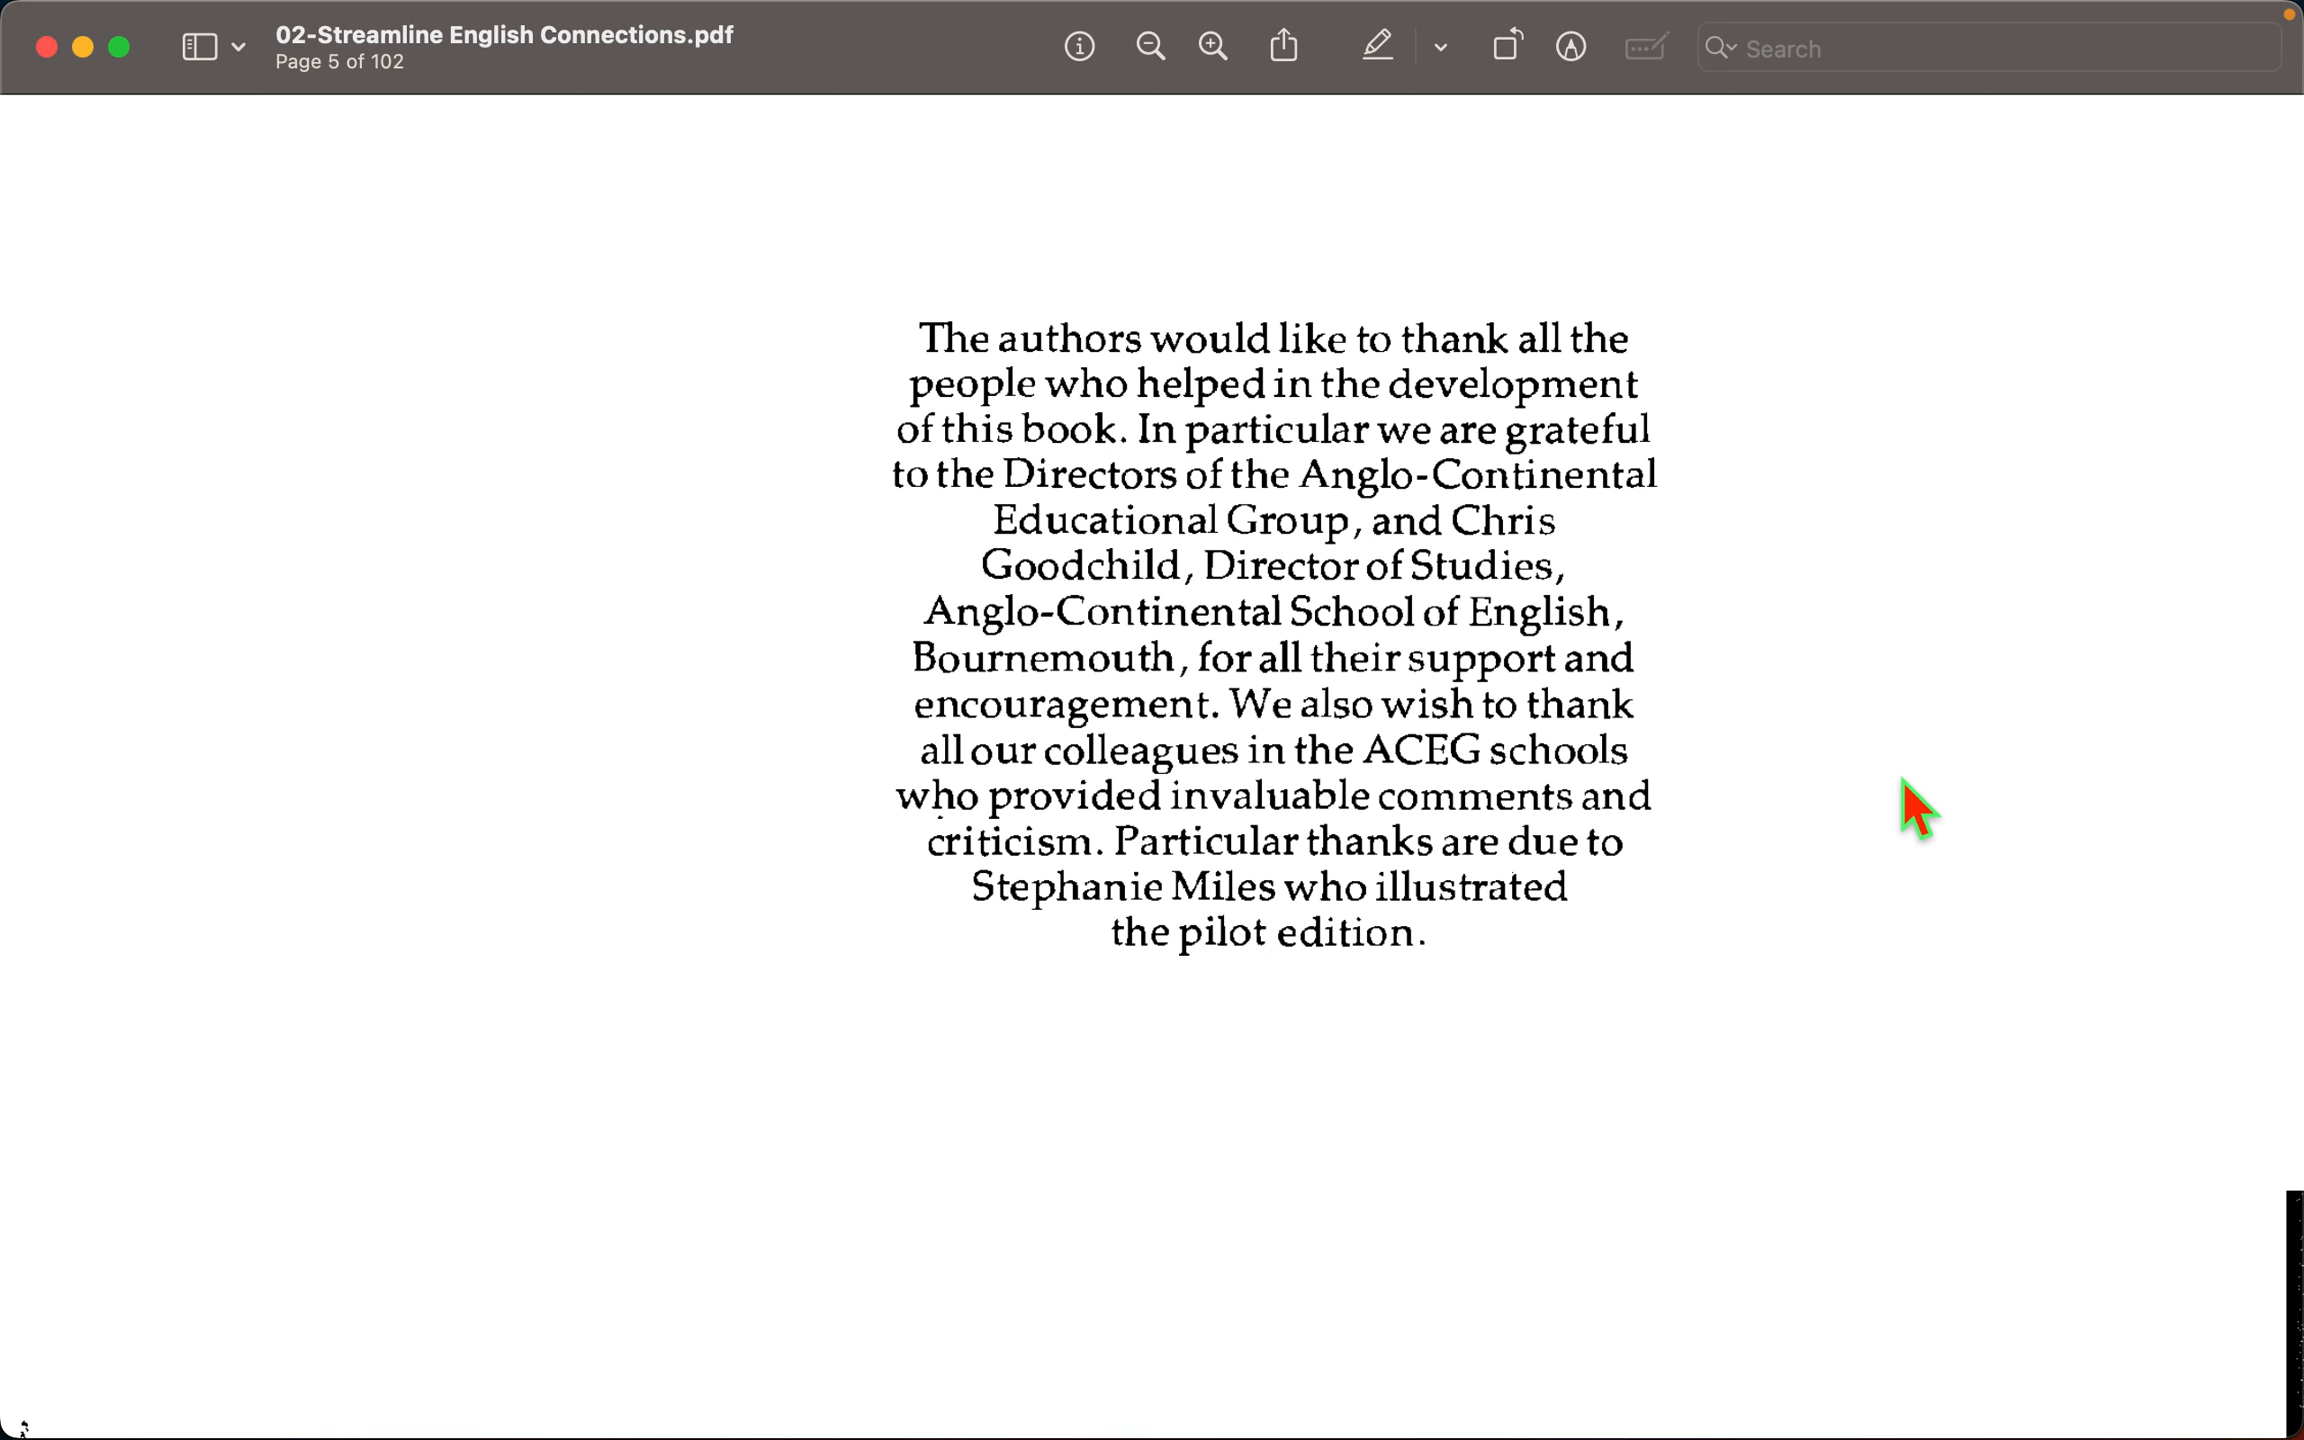 02-Streamline English Connections.pdf
Page 5 of 102
Search
The authors would like to thank all the
people who helped in the development
of this book. In particular we are grateful
to the Directors of the Anglo-Continental
Educational Group, and Chris
Goodchild, Director of Studies,
Anglo-Continental School of English,
Bournemouth, for all their support and
encouragement. We also wish to thank
all our colleagues in the ACEG schools
who provided invaluable comments and
criticism. Particular thanks are due to
Stephanie Miles who illustrated
the pilot edition.